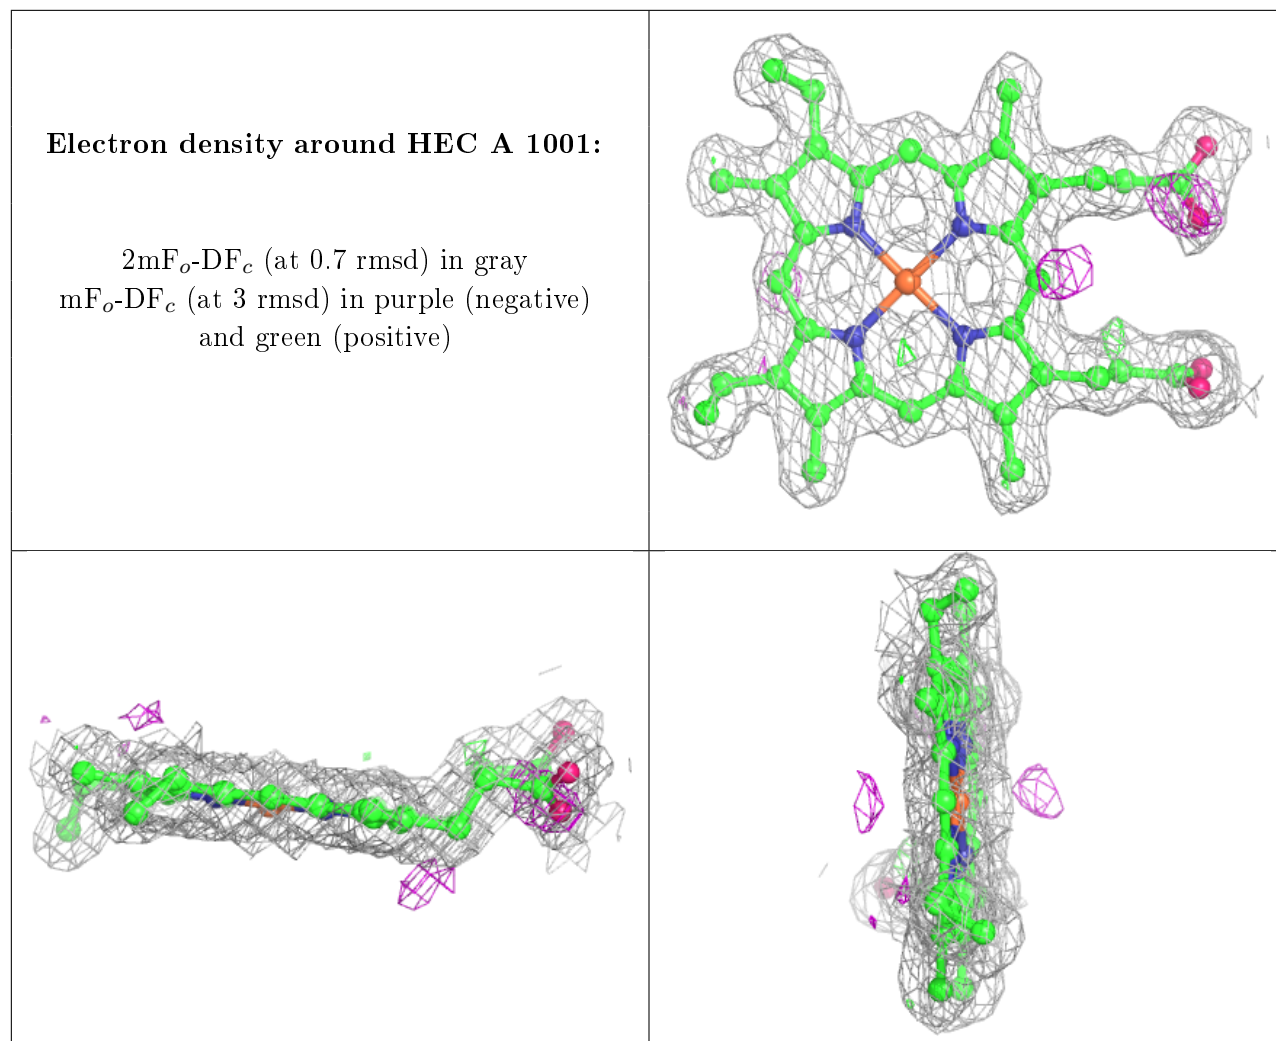 Electron density around HEC A 1001:
2mFₒ-DF𝑐 (at 0.7 rmsd) in gray
mFₒ-DF𝑐 (at 3 rmsd) in purple (negative)
and green (positive)